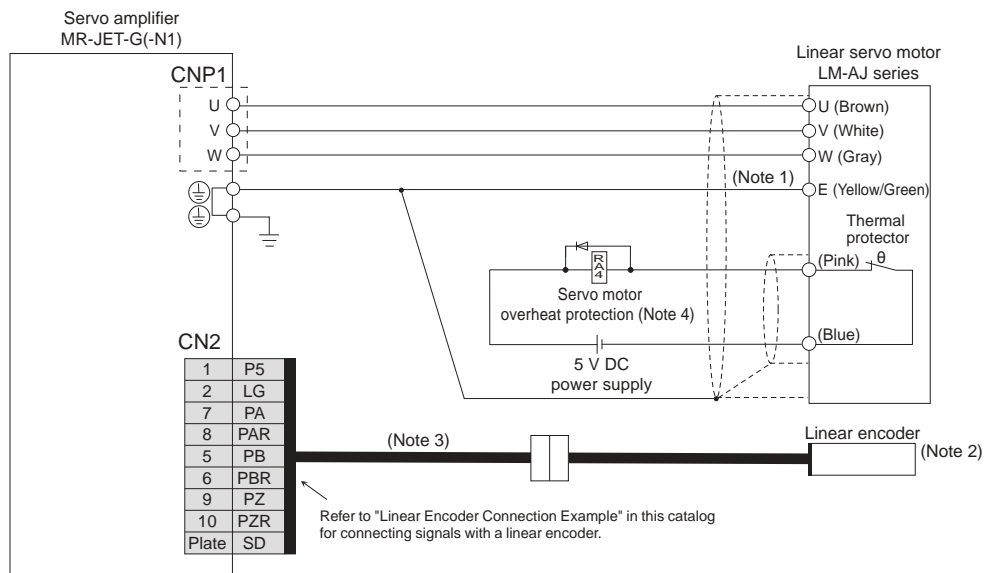 Servo amplifier
MR-JET-G(-N1)
Linear servo motor
LM-AJ series
CNP1
U
U (Brown)
V
V (White)
W
W (Gray)
(Note 1)
E (Yellow/Green)
Thermal
protector
θ
(Pink)
RA4
Servo motor
overheat protection (Note 4)
(Blue)
5 V DC
power supply
CN2
1 P5
2 LG
7 PA
8 PAR
5 PB
6 PBR
9 PZ
10 PZR
Plate SD
(Note 3)
Linear encoder
(Note 2)
Refer to "Linear Encoder Connection Example" in this catalog
for connecting signals with a linear encoder.